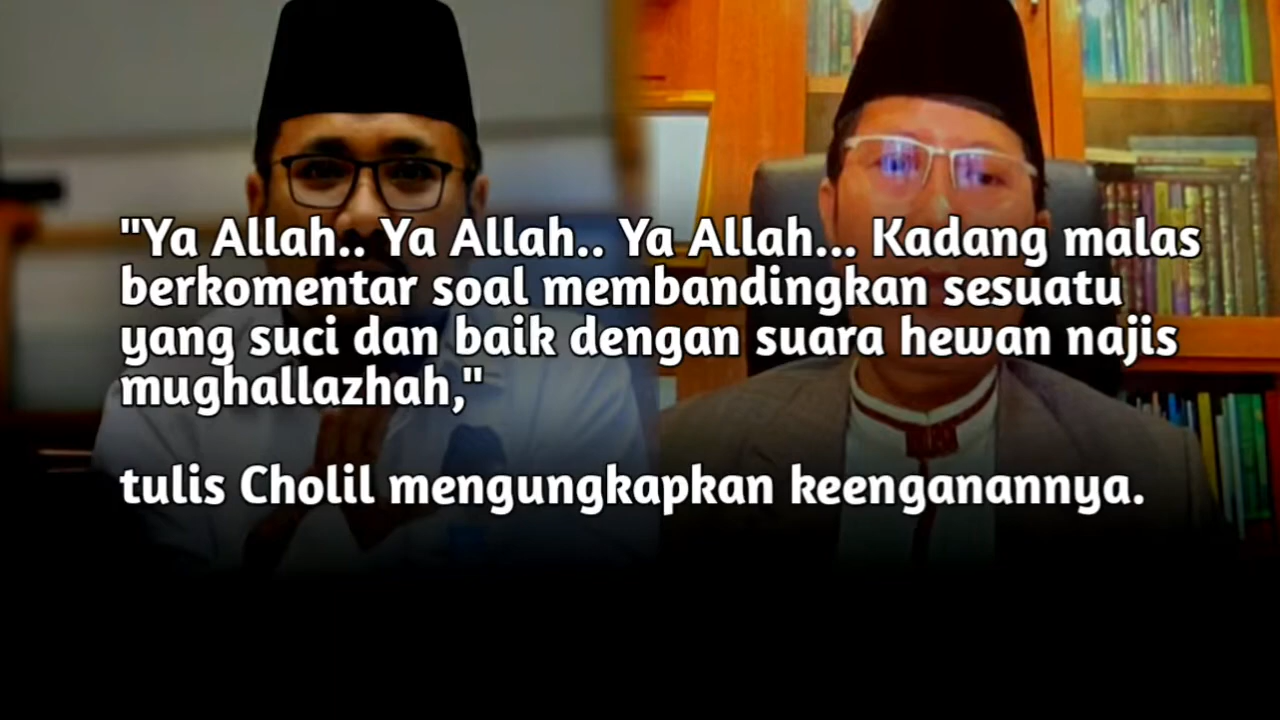 "Ya Allah.. Ya Allah.. Ya Allah... Kadang malas
berkomentar soal membandingkan sesuatu
yang suci dan baik dengan suara hewan najis
mughallazhah,"
tulis Cholil mengungkapkan keenganannya.